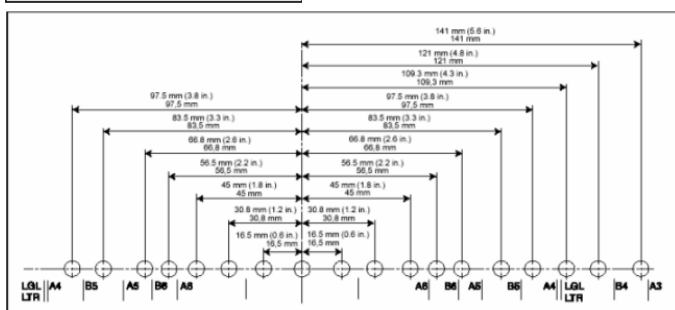 141 mm (5.6 in.)
141 mm
121 mm (4.8 in.)
121 mm
109.3 mm (4.3 in.)
109,3 mm
97.5 mm (3.8 in.)
97,5 mm
97.5 mm (3.8 in.)
97,5 mm
83.5 mm (3.3 in.)
83,5 mm
83.5 mm (3.3 in.)
83,5 mm
66.8 mm (2.6 in.)
66,8 mm
66.8 mm (2.6 in.)
66,8 mm
56.5 mm (2.2 in.)
56,5 mm
56.5 mm (2.2 in.)
56,5 mm
45 mm (1.8 in.)
45 mm
45 mm (1.8 in.)
45 mm
30.8 mm (1.2 in.)
30,8 mm
30.8 mm (1.2 in.)
30,8 mm
16.5 mm (0.6 in.)
16,5 mm
16.5 mm (0.6 in.)
16,5 mm
LGL A4 B5 A5 B6 A6 A6 B6 A5 B5 A4 LGL B4 A3
LTR LTR